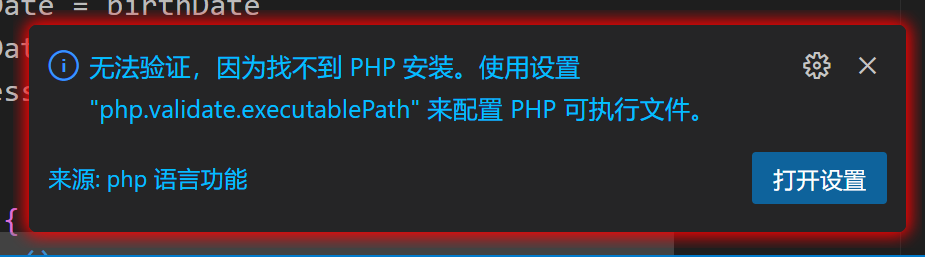 Date = birthDate
Dat
ess
无法验证，因为找不到 PHP 安装。使用设置
"php.validate.executablePath" 来配置 PHP 可执行文件。
来源: php 语言功能
打开设置
{
()